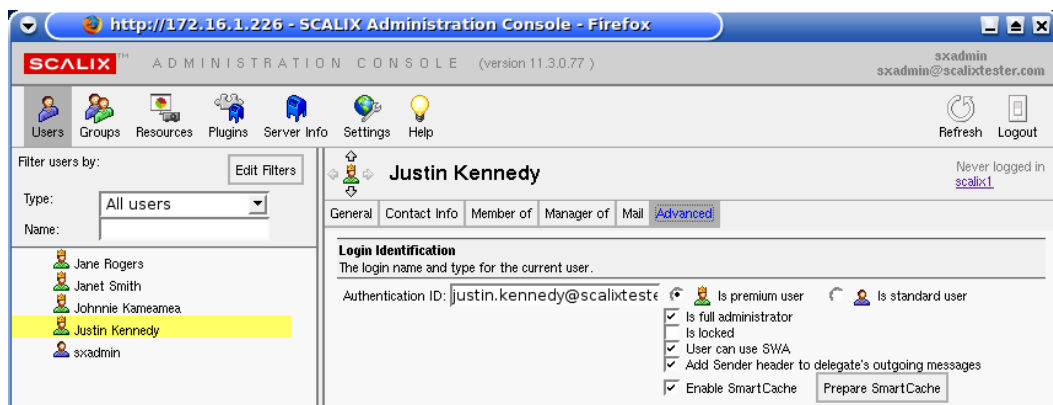 http://172.16.1.226 - SCALIX Administration Console - Firefox
SCALIX™ ADMINISTRATION CONSOLE (version 11.3.0.77 )
sxadmin
sxadmin@scalixtester.com
Users Groups Resources Plugins Server Info Settings Help Refresh Logout
Filter users by: Edit Filters
Type: All users
Name:
Jane Rogers
Janet Smith
Johnnie Kameamea
Justin Kennedy
sxadmin
Justin Kennedy
Never logged in
scalix1
General Contact Info Member of Manager of Mail Advanced
Login Identification
The login name and type for the current user.
Authentication ID: justin.kennedy@scalixteste Is premium user Is standard user
Is full administrator
Is locked
User can use SWA
Add Sender header to delegate's outgoing messages
Enable SmartCache Prepare SmartCache